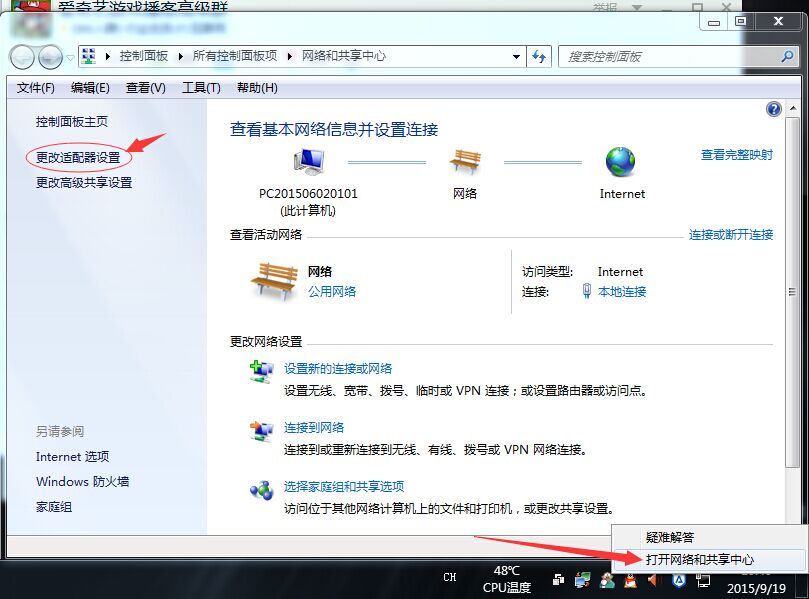 爱奇艺游戏播客高级群
举报
控制面板 ▸ 所有控制面板项 ▸ 网络和共享中心
搜索控制面板
文件(F) 编辑(E) 查看(V) 工具(T) 帮助(H)
控制面板主页
更改适配器设置
更改高级共享设置
查看基本网络信息并设置连接
查看完整映射
PC201506020101
(此计算机)
网络
Internet
查看活动网络
连接或断开连接
网络
公用网络
访问类型: Internet
连接: 本地连接
更改网络设置
设置新的连接或网络
设置无线、宽带、拨号、临时或 VPN 连接；或设置路由器或访问点。
连接到网络
连接到或重新连接到无线、有线、拨号或 VPN 网络连接。
选择家庭组和共享选项
访问位于其他网络计算机上的文件和打印机，或更改共享设置。
另请参阅
Internet 选项
Windows 防火墙
家庭组
疑难解答
打开网络和共享中心
CH
48℃
CPU温度
2015/9/19